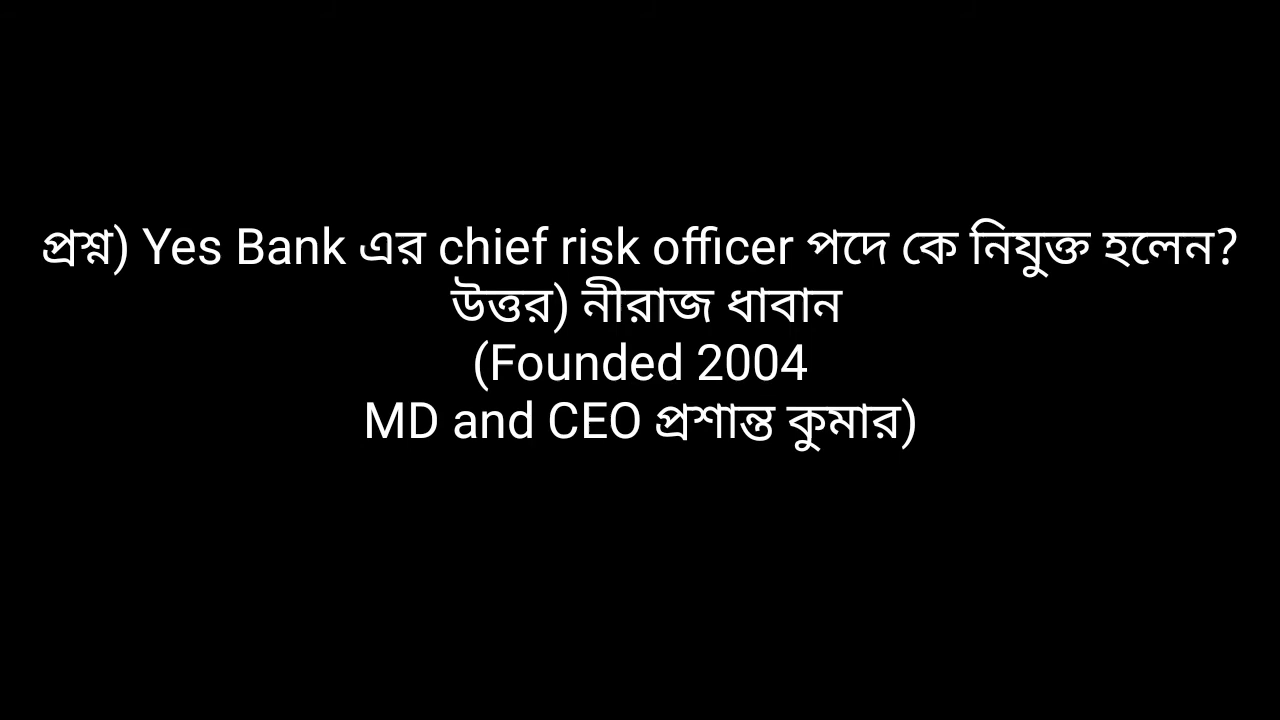 প্রশ্ন) Yes Bank এর chief risk officer পদে কে নিযুক্ত হলেন?
উত্তর) নীরাজ ধাবান
(Founded 2004
MD and CEO প্রশান্ত কুমার)